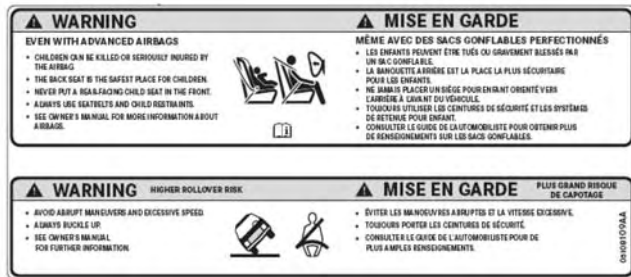 WARNING
EVEN WITH ADVANCED AIRBAGS
• CHILDREN CAN BE KILLED OR SERIOUSLY INJURED BY
THE AIRBAG.
• THE BACK SEAT IS THE SAFEST PLACE FOR CHILDREN.
• NEVER PUT A REAR-FACING CHILD SEAT IN THE FRONT.
• ALWAYS USE SEATBELTS AND CHILD RESTRAINTS.
• SEE OWNER'S MANUAL FOR MORE INFORMATION ABOUT
AIRBAGS.
MISE EN GARDE
MÊME AVEC DES SACS GONFLABLES PERFECTIONNÉS
• LES ENFANTS PEUVENT ÊTRE TUÉS OU GRAVEMENT BLESSÉS PAR
UN SAC GONFLABLE.
• LA BANQUETTE ARRIÈRE EST LA PLACE LA PLUS SÉCURITAIRE
POUR LES ENFANTS.
• NE JAMAIS PLACER UN SIÈGE POUR ENFANT ORIENTÉ VERS
L'ARRIÈRE À L'AVANT DU VÉHICULE.
• TOUJOURS UTILISER LES CEINTURES DE SÉCURITÉ ET LES SYSTÈMES
DE RETENUE POUR ENFANT.
• CONSULTER LE GUIDE DE L'AUTOMOBILISTE POUR OBTENIR PLUS
DE RENSEIGNEMENTS SUR LES SACS GONFLABLES.
WARNING HIGHER ROLLOVER RISK
• AVOID ABRUPT MANEUVERS AND EXCESSIVE SPEED.
• ALWAYS BUCKLE UP.
• SEE OWNER'S MANUAL
FOR FURTHER INFORMATION.
MISE EN GARDE PLUS GRAND RISQUE
DE CAPOTAGE
• ÉVITER LES MANOEUVRES ABRUPTES ET LA VITESSE EXCESSIVE.
• TOUJOURS PORTER LES CEINTURES DE SÉCURITÉ.
• CONSULTER LE GUIDE DE L'AUTOMOBILISTE POUR DE
PLUS AMPLES RENSEIGNEMENTS.